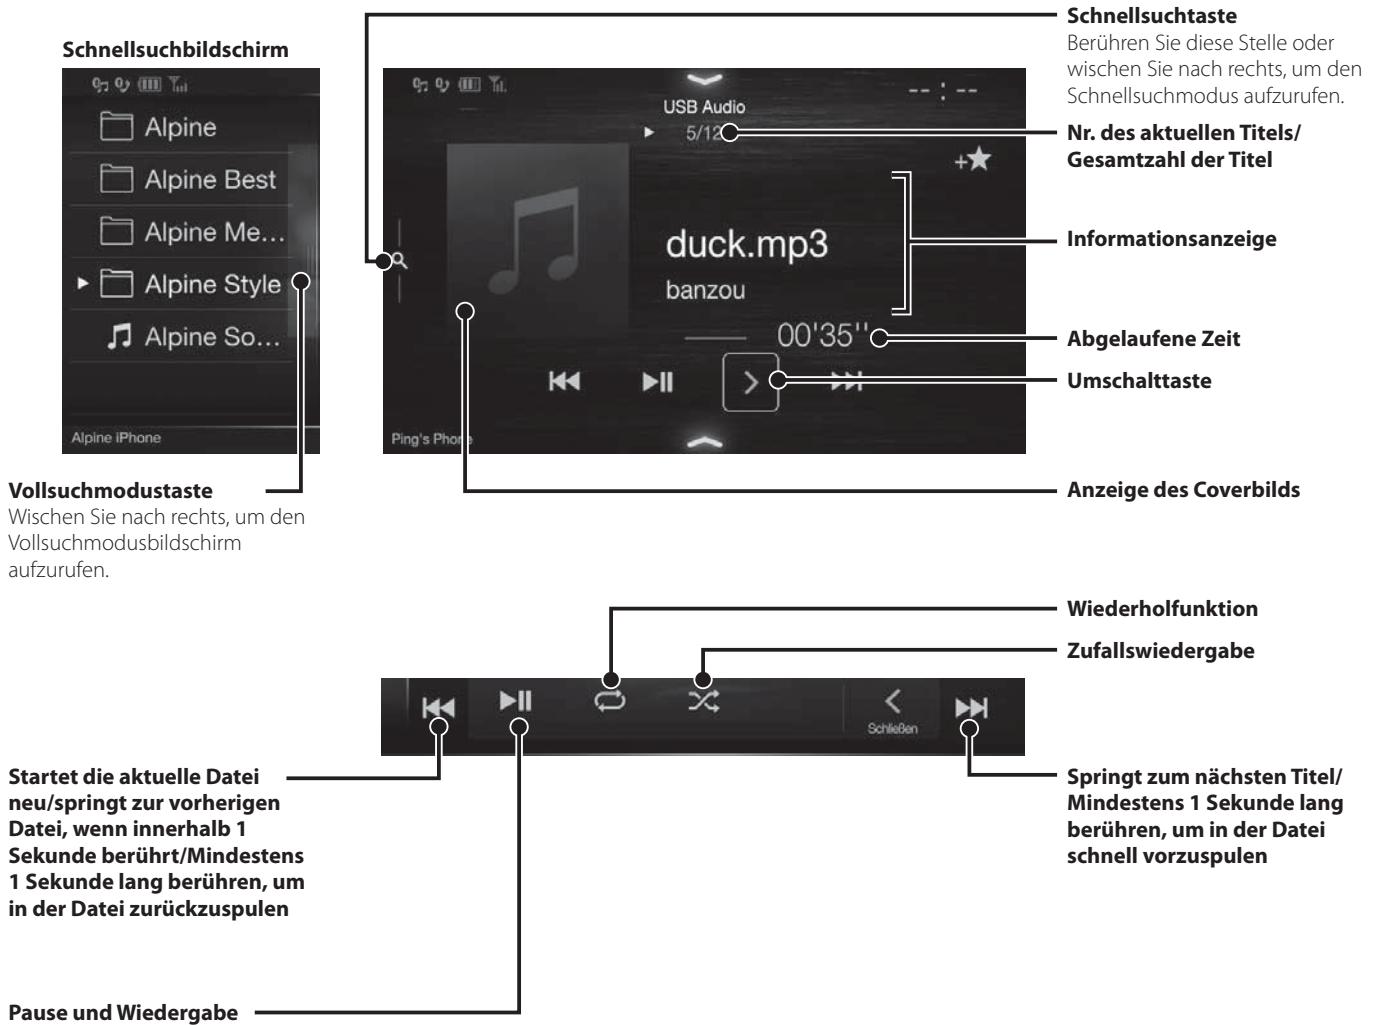 Schnellsuchbildschirm
Alpine
Alpine Best
Alpine Me...
Alpine Style
Alpine So...
Alpine iPhone
Vollsuchmodustaste
Wischen Sie nach rechts, um den
Vollsuchmodusbildschirm
aufzurufen.
USB Audio
5/12
-- : --
duck.mp3
banzou
00'35''
Ping's Phone
Schnellsuchtaste
Berühren Sie diese Stelle oder
wischen Sie nach rechts, um den
Schnellsuchmodus aufzurufen.
Nr. des aktuellen Titels/
Gesamtzahl der Titel
Informationsanzeige
Abgelaufene Zeit
Umschalttaste
Anzeige des Coverbilds
Wiederholfunktion
Zufallswiedergabe
Schließen
Startet die aktuelle Datei
neu/springt zur vorherigen
Datei, wenn innerhalb 1
Sekunde berührt/Mindestens
1 Sekunde lang berühren, um
in der Datei zurückzuspulen
Springt zum nächsten Titel/
Mindestens 1 Sekunde lang
berühren, um in der Datei
schnell vorzuspulen
Pause und Wiedergabe